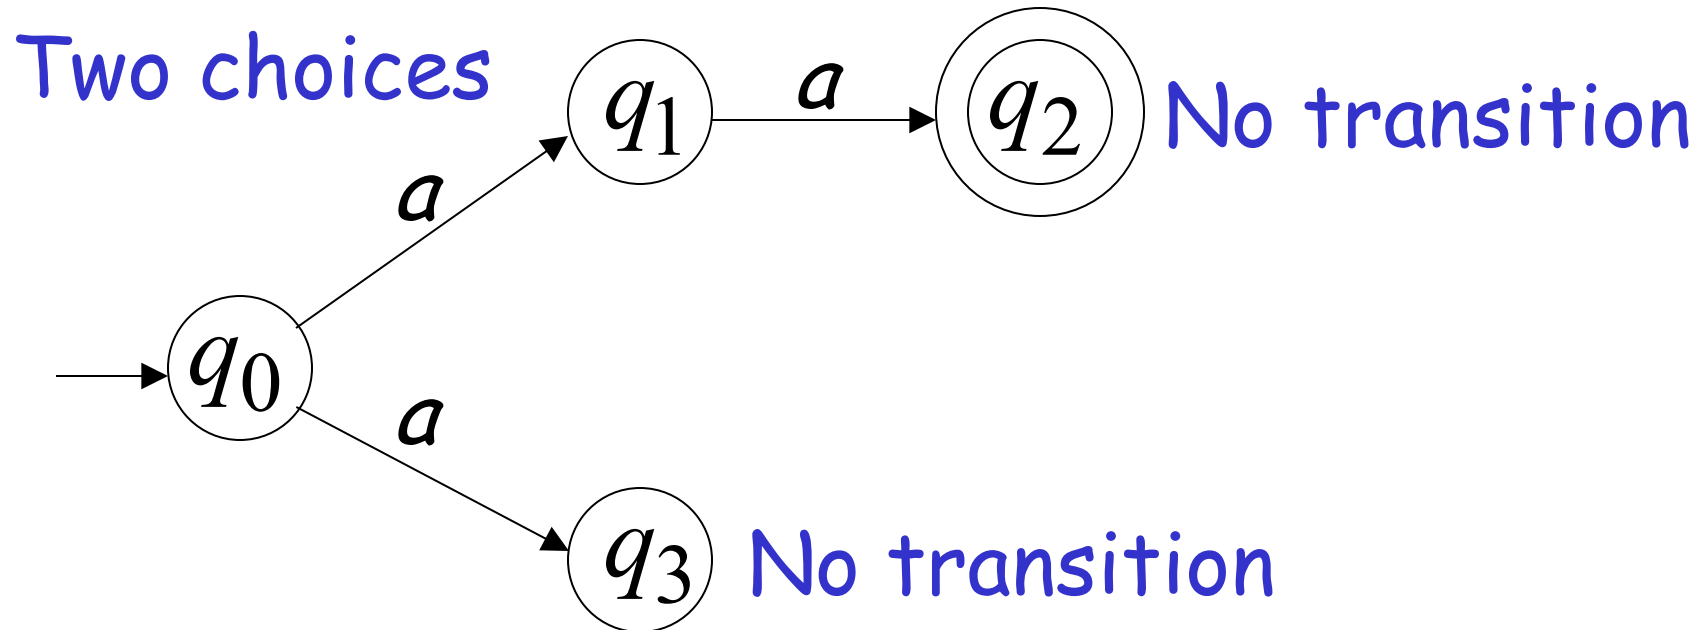 Two choices
q1
a
q2
No transition
a
q0
a
q3
No transition